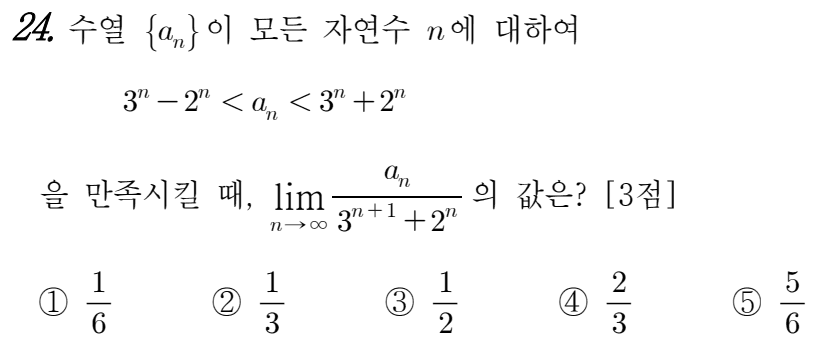 24. 수열 {aₙ}이 모든 자연수 n에 대하여
3ⁿ − 2ⁿ < aₙ < 3ⁿ + 2ⁿ
을 만족시킬 때, lim_{n→∞} aₙ/(3ⁿ⁺¹ + 2ⁿ) 의 값은? [3점]
① 1/6 ② 1/3 ③ 1/2 ④ 2/3 ⑤ 5/6